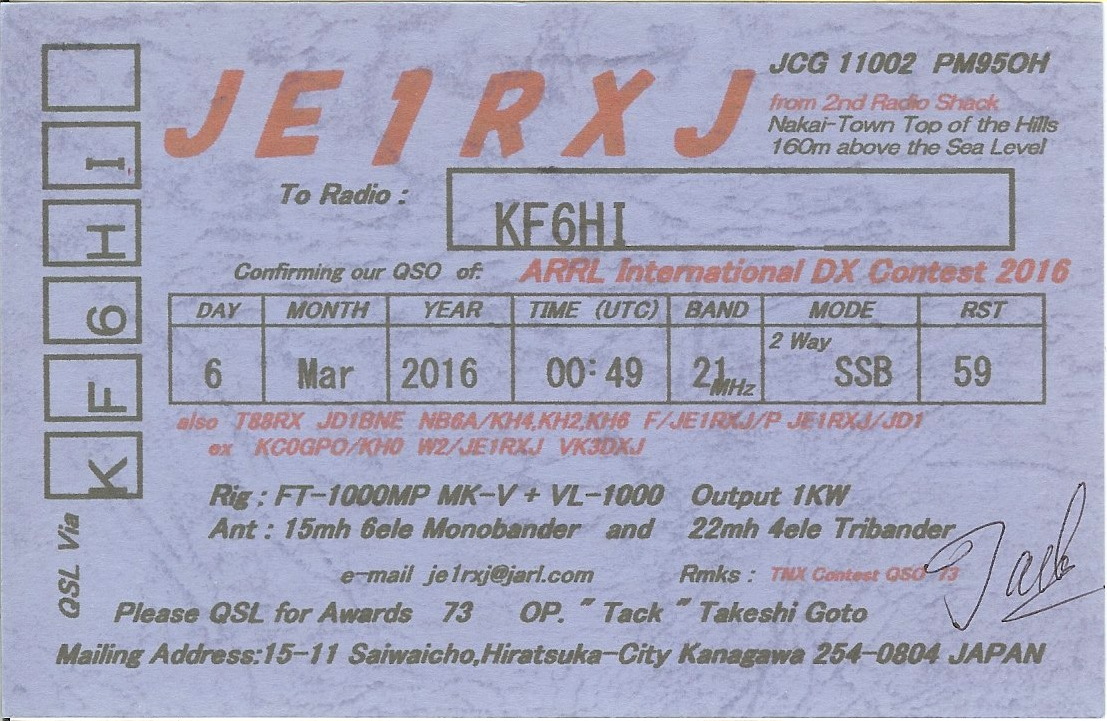 JE1RXJ
JCG 11002 PM95OH
from 2nd Radio Shack
Nakai-Town Top of the Hills
160m above the Sea Level
To Radio : KF6HI
Confirming our QSO of: ARRL International DX Contest 2016
DAY MONTH YEAR TIME (UTC) BAND MODE RST
6 Mar 2016 00:49 21MHz 2 Way SSB 59
also T88RX JD1BNE NB6A/KH4,KH2,KH6 F/JE1RXJ/P JE1RXJ/JD1
ex KC0GPO/KH0 W2/JE1RXJ VK3DXJ
Rig : FT-1000MP MK-V + VL-1000 Output 1KW
Ant : 15mh 6ele Monobander and 22mh 4ele Tribander
e-mail je1rxj@jarl.com Rmks : TNX Contest QSO 73
Tack
Please QSL for Awards 73 OP. " Tack " Takeshi Goto
Mailing Address:15-11 Saiwaicho,Hiratsuka-City Kanagawa 254-0804 JAPAN
QSL Via KF6HI